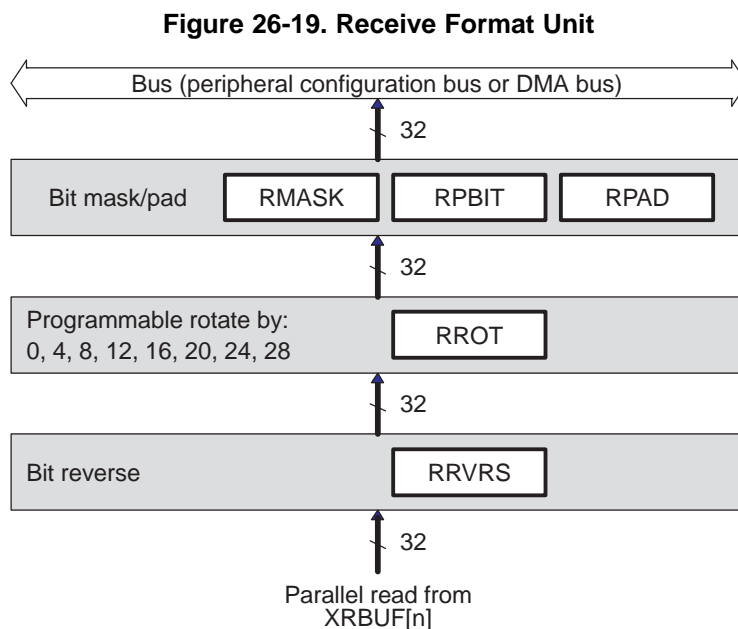 Figure 26-19. Receive Format Unit
Bus (peripheral configuration bus or DMA bus)
32
Bit mask/pad RMASK RPBIT RPAD
32
Programmable rotate by:
0, 4, 8, 12, 16, 20, 24, 28
RROT
32
Bit reverse RRVRS
32
Parallel read from
XRBUF[n]